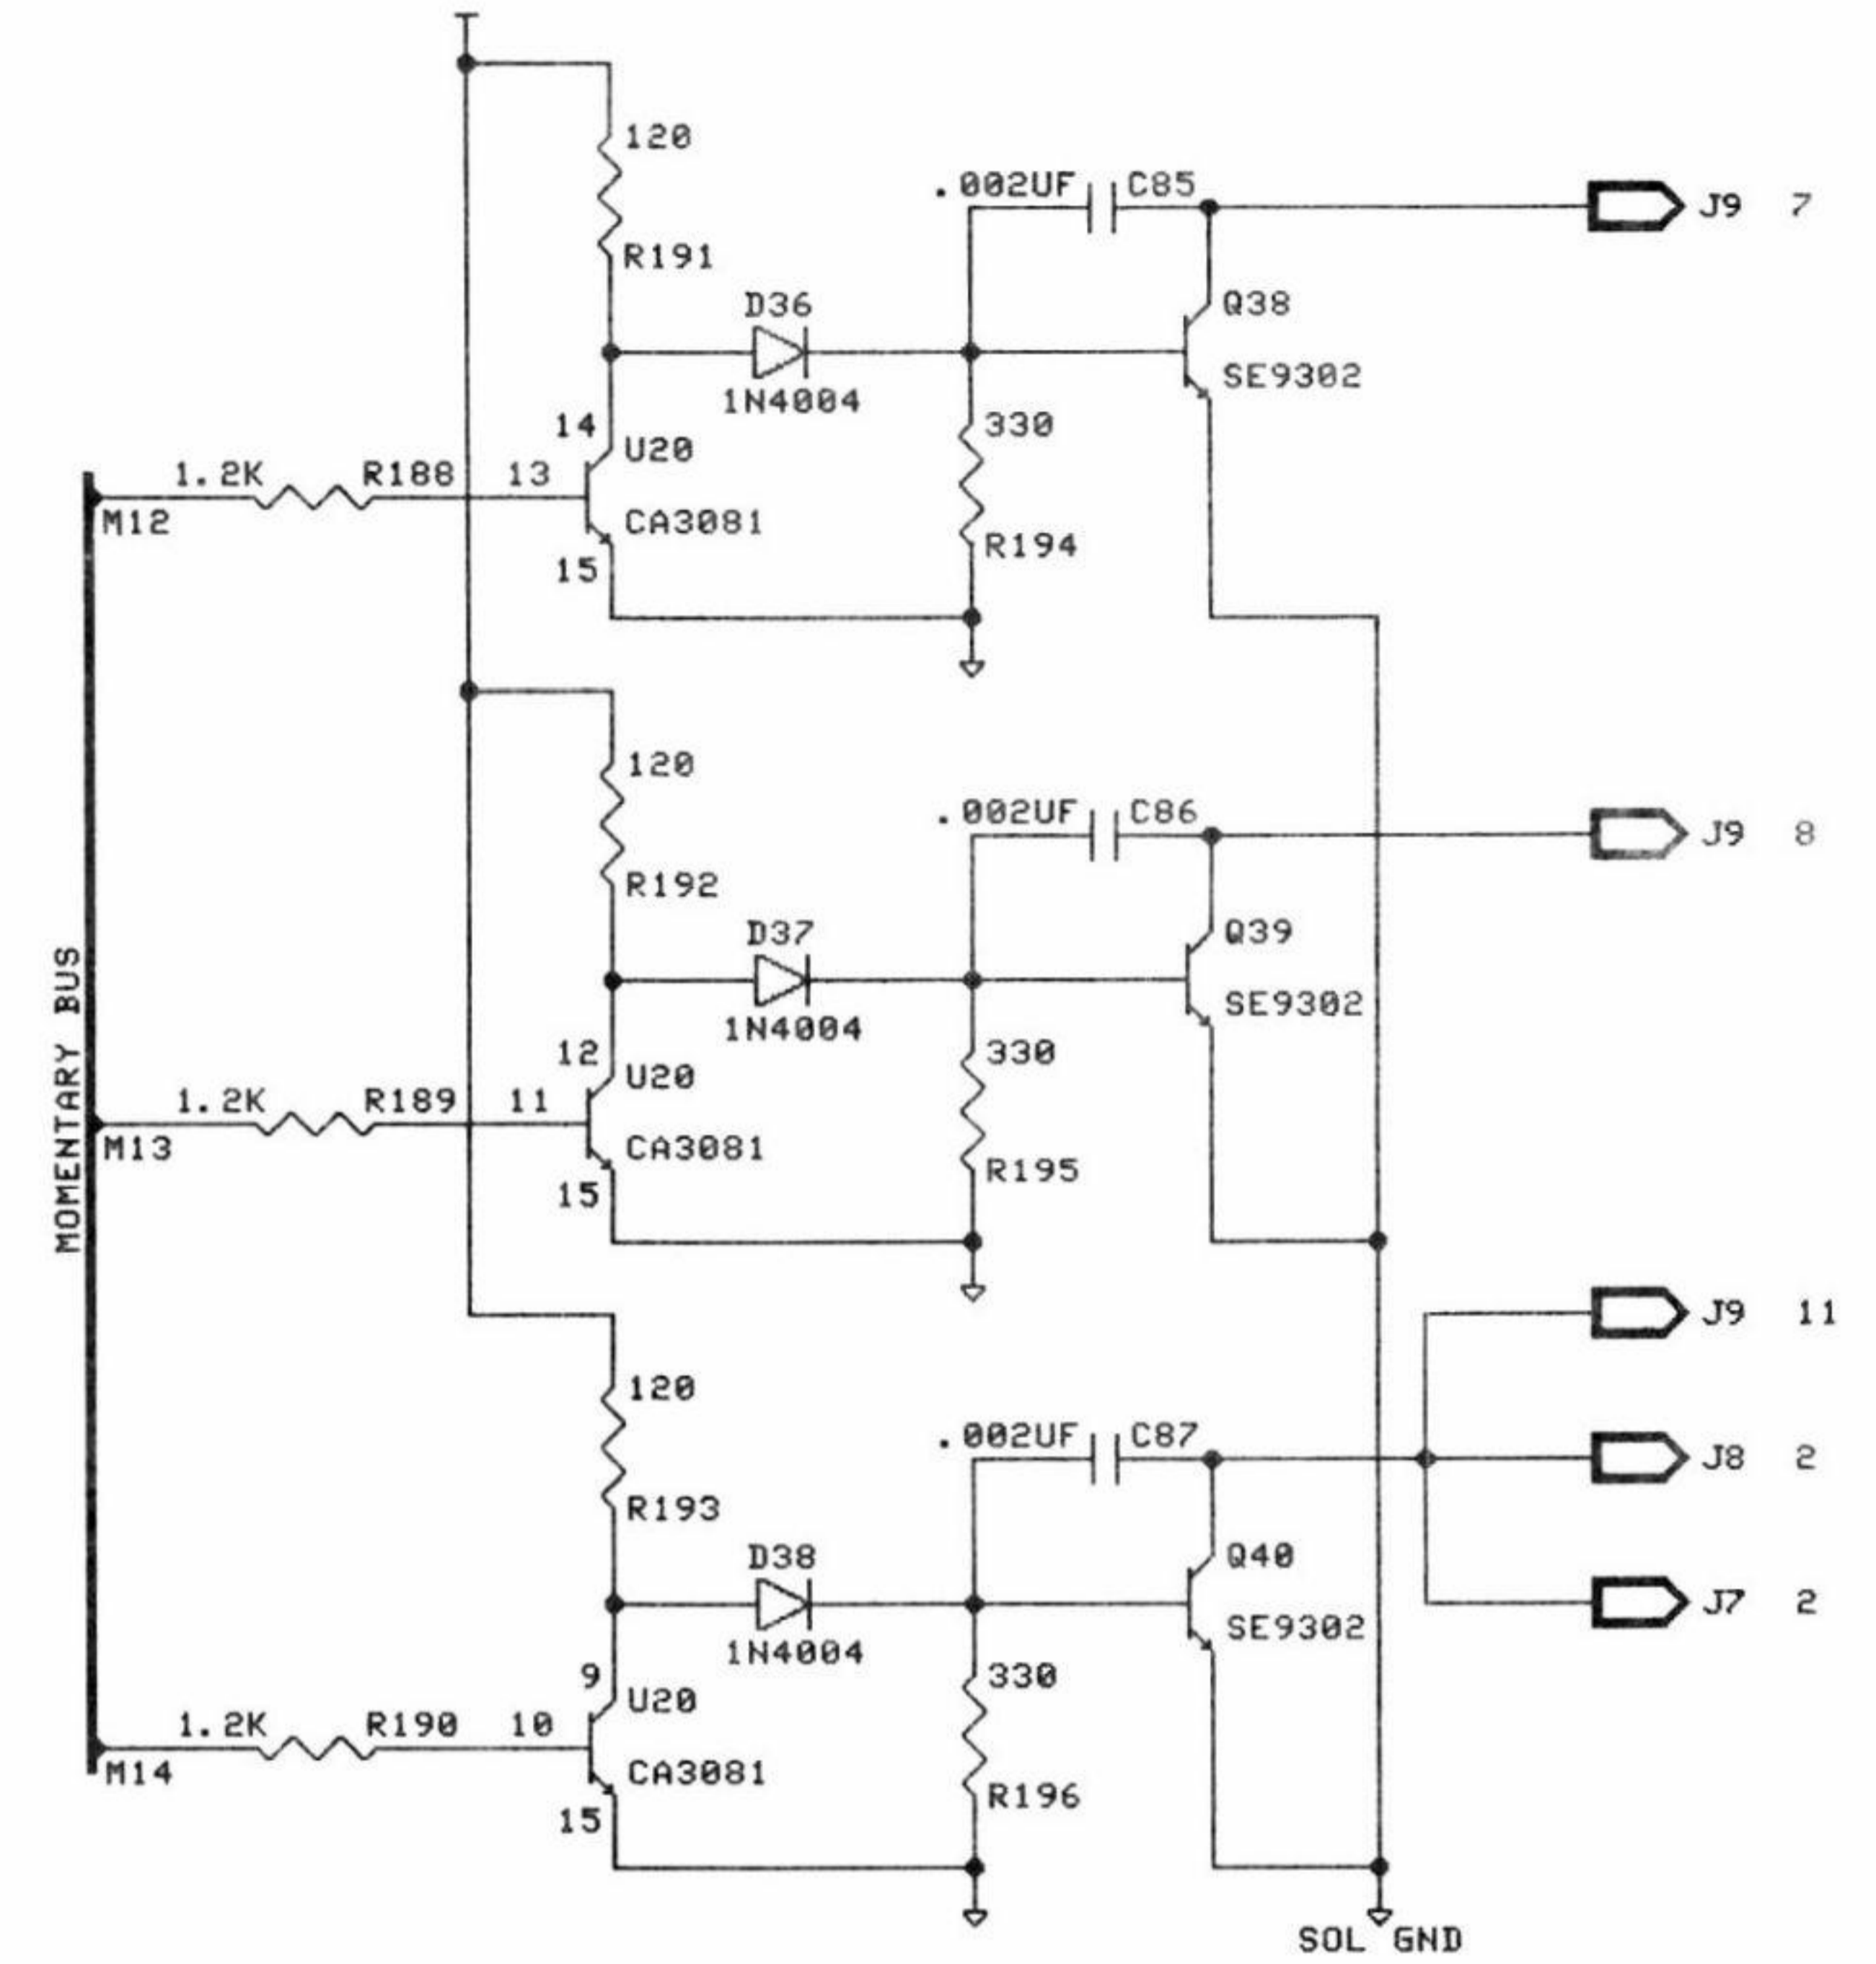 120
R191
.002UF C85
J9 7
D36
1N4004
Q38
SE9302
14
U20
1.2K R188 13
M12
CA3081
15
330
R194
120
R192
.002UF C86
J9 8
D37
1N4004
Q39
SE9302
12
U20
1.2K R189 11
M13
CA3081
15
330
R195
MOMENTARY BUS
J9 11
120
R193
.002UF C87
J8 2
D38
1N4004
Q40
SE9302
J7 2
9
U20
1.2K R190 10
M14
CA3081
15
330
R196
SOL GND